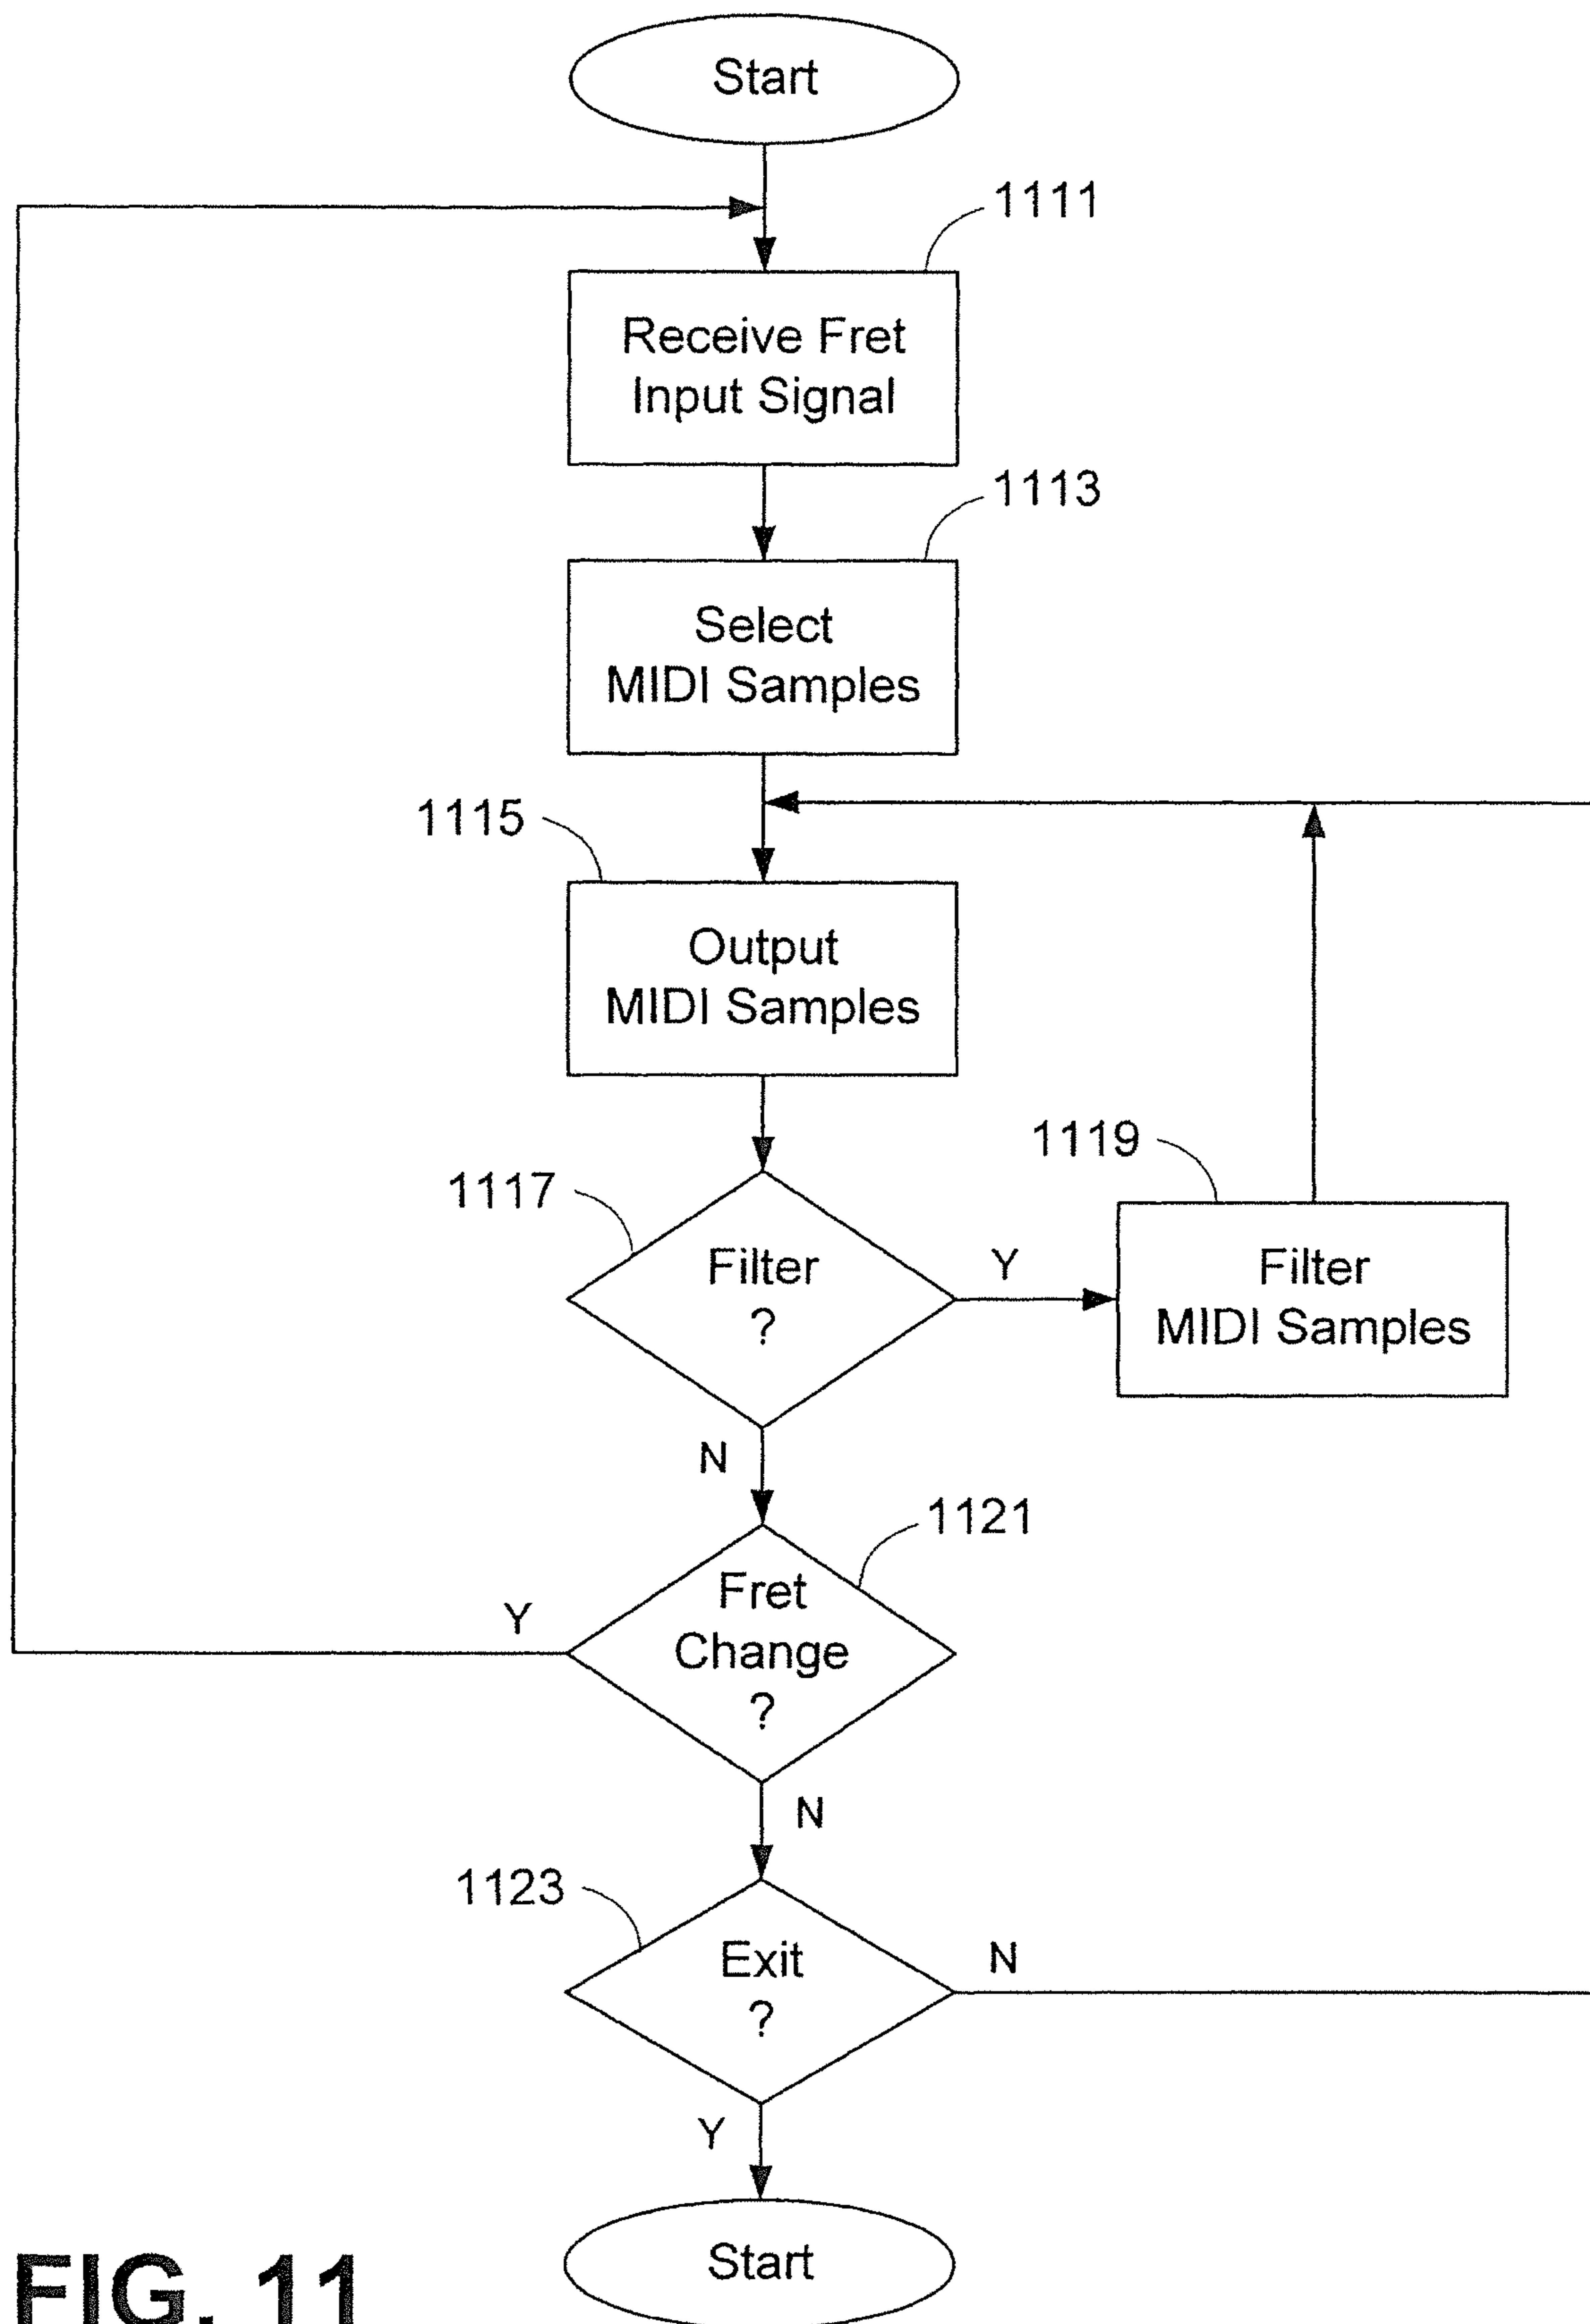 Start
1111
Receive Fret
Input Signal
1113
Select
MIDI Samples
1115
Output
MIDI Samples
1117
Filter
?
Y
1119
Filter
MIDI Samples
N
1121
Fret
Change
?
Y
N
1123
Exit
?
N
Y
Start
FIG. 11